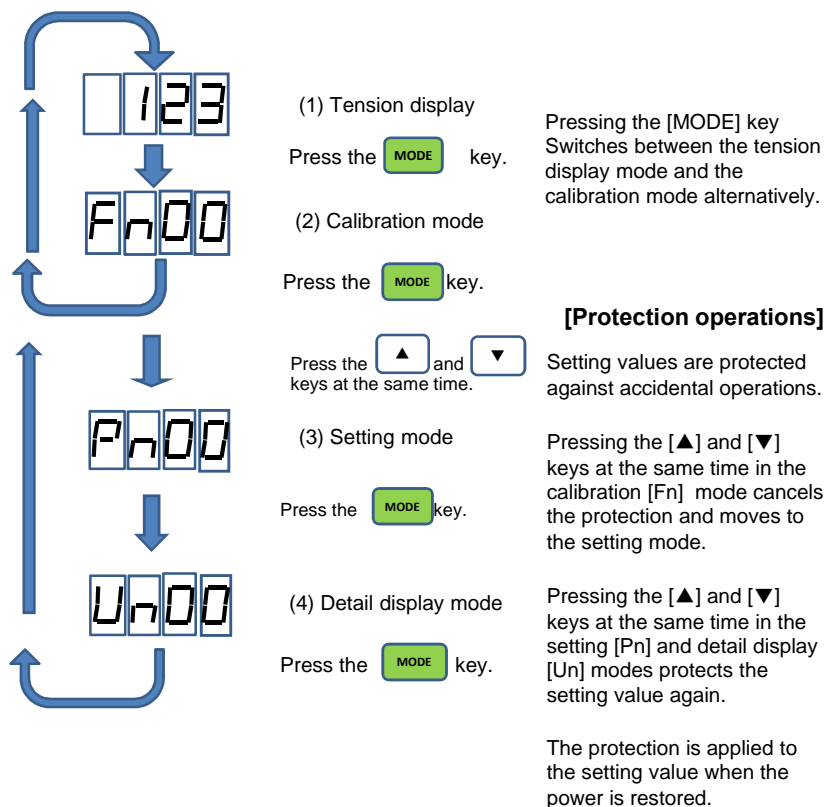 123
(1) Tension display
Press the MODE key.
Pressing the [MODE] key
Switches between the tension
display mode and the
calibration mode alternatively.
Fn00
(2) Calibration mode
Press the MODE key.
[Protection operations]
Press the ▲ and ▼
keys at the same time.
Setting values are protected
against accidental operations.
Pn00
(3) Setting mode
Press the MODE key.
Pressing the [▲] and [▼]
keys at the same time in the
calibration [Fn] mode cancels
the protection and moves to
the setting mode.
Un00
(4) Detail display mode
Press the MODE key.
Pressing the [▲] and [▼]
keys at the same time in the
setting [Pn] and detail display
[Un] modes protects the
setting value again.
The protection is applied to
the setting value when the
power is restored.